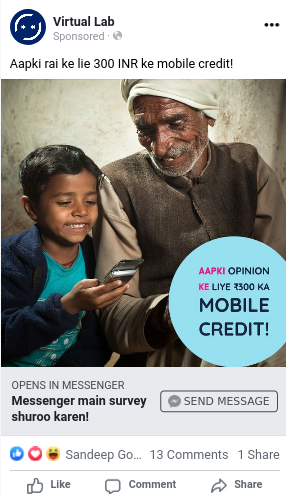 Virtual Lab
Sponsored ·
Aapki rai ke lie 300 INR ke mobile credit!
AAPKI OPINION
KE LIYE ₹300 KA
MOBILE
CREDIT!
OPENS IN MESSENGER
Messenger main survey
shuroo karen!
SEND MESSAGE
Sandeep Go... 13 Comments 1 Share
Like Comment Share